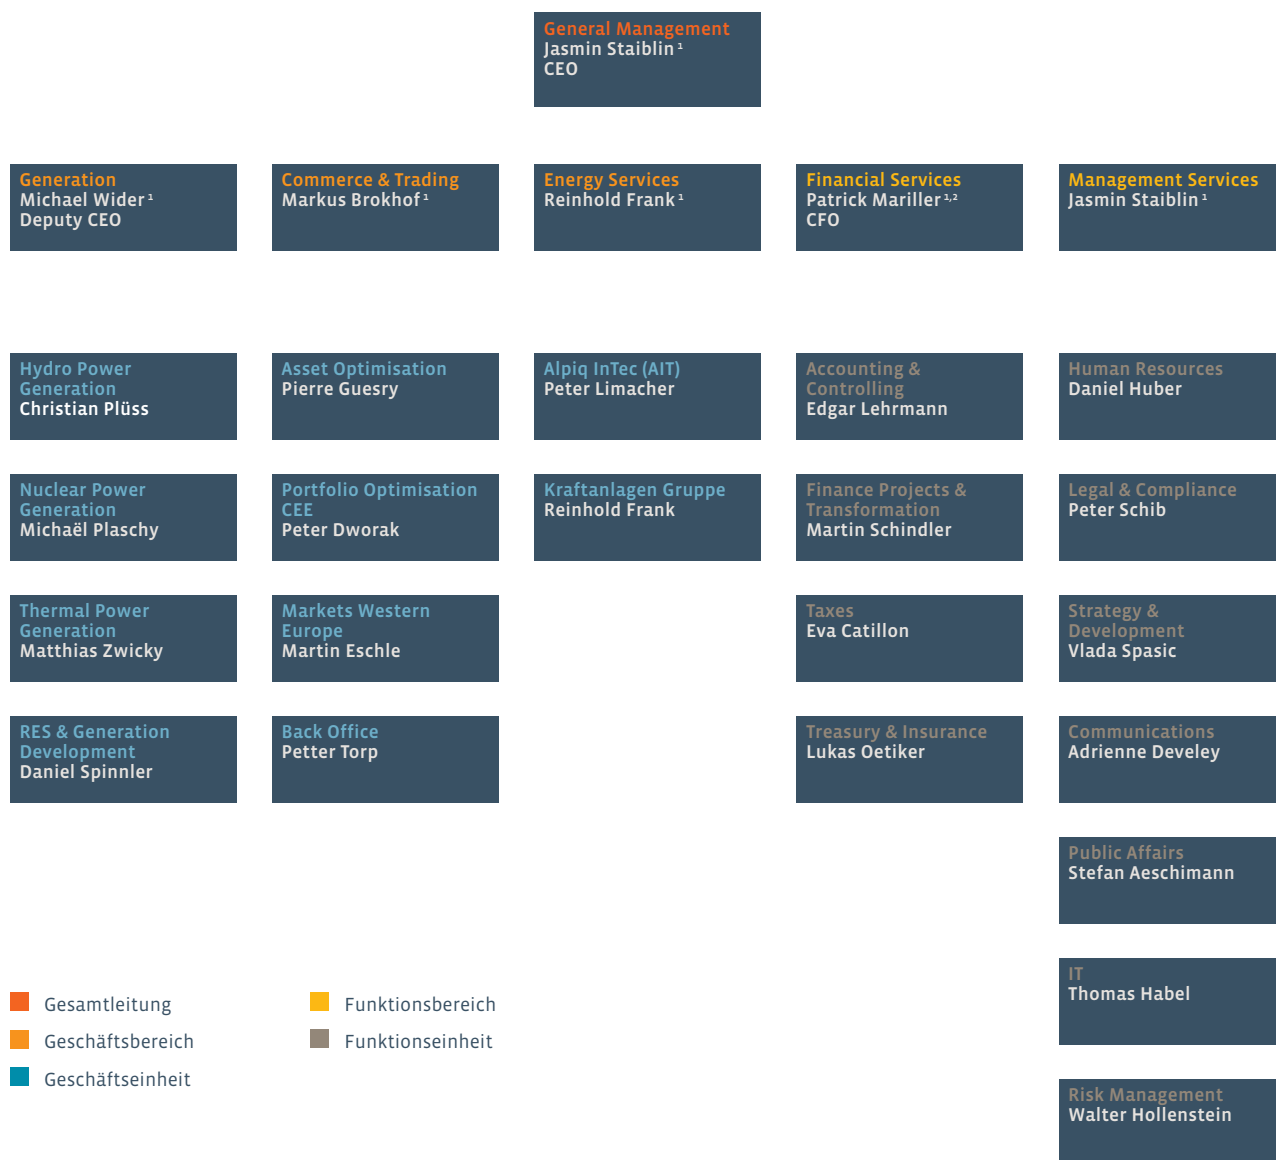 General Management
Jasmin Staiblin ¹
CEO
Generation
Michael Wider ¹
Deputy CEO
Commerce & Trading
Markus Brokhof ¹
Energy Services
Reinhold Frank ¹
Financial Services
Patrick Mariller ¹,²
CFO
Management Services
Jasmin Staiblin ¹
Hydro Power
Generation
Christian Plüss
Asset Optimisation
Pierre Guesry
Alpiq InTec (AIT)
Peter Limacher
Accounting &
Controlling
Edgar Lehrmann
Human Resources
Daniel Huber
Nuclear Power
Generation
Michaël Plaschy
Portfolio Optimisation
CEE
Peter Dworak
Kraftanlagen Gruppe
Reinhold Frank
Finance Projects &
Transformation
Martin Schindler
Legal & Compliance
Peter Schib
Thermal Power
Generation
Matthias Zwicky
Markets Western
Europe
Martin Eschle
Taxes
Eva Catillon
Strategy &
Development
Vlada Spasic
RES & Generation
Development
Daniel Spinnler
Back Office
Petter Torp
Treasury & Insurance
Lukas Oetiker
Communications
Adrienne Develey
Public Affairs
Stefan Aeschimann
IT
Thomas Habel
Risk Management
Walter Hollenstein
Gesamtleitung
Geschäftsbereich
Geschäftseinheit
Funktionsbereich
Funktionseinheit